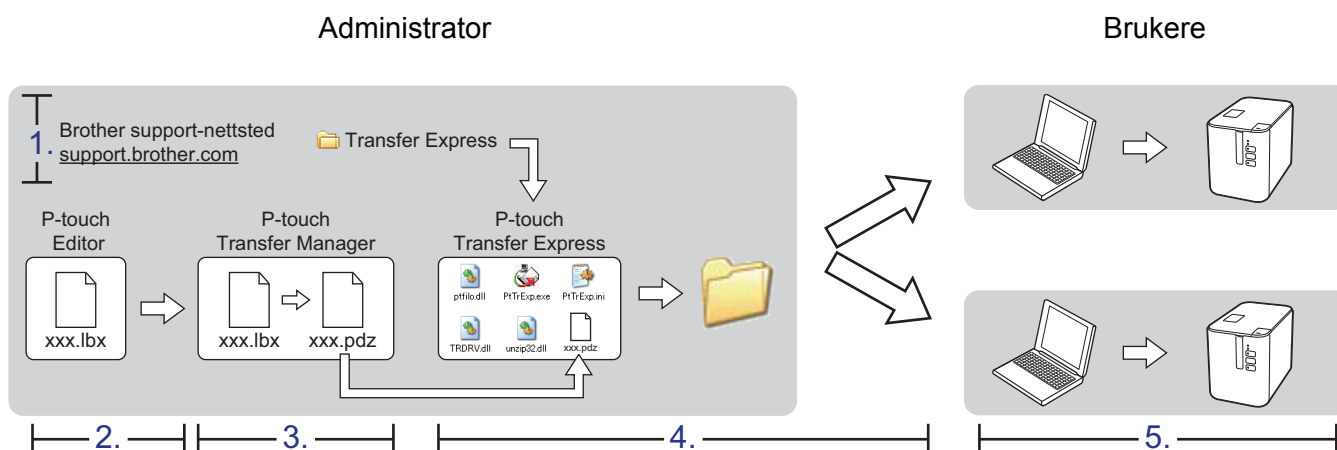 Administrator
Brukere
1.
Brother support-nettsted
support.brother.com
Transfer Express
P-touch
Editor
xxx.lbx
P-touch
Transfer Manager
xxx.lbx
xxx.pdz
P-touch
Transfer Express
ptfilo.dll
PtTrExp.exe
PtTrExp.ini
TRDRV.dll
unzip32.dll
xxx.pdz
2.
3.
4.
5.